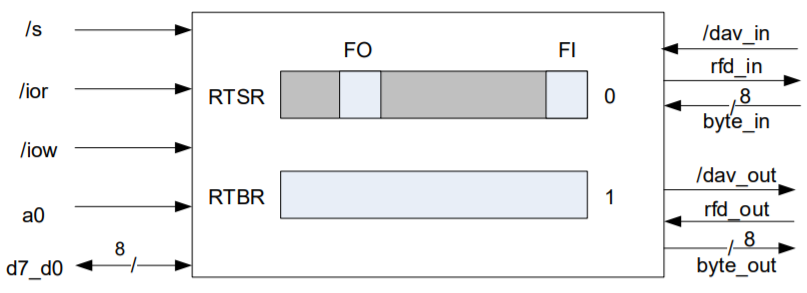 /s
/ior
/iow
a0
8
/
d7_d0
FO
FI
RTSR
0
RTBR
1
/dav_in
rfd_in
8
/
byte_in
/dav_out
rfd_out
8
/
byte_out